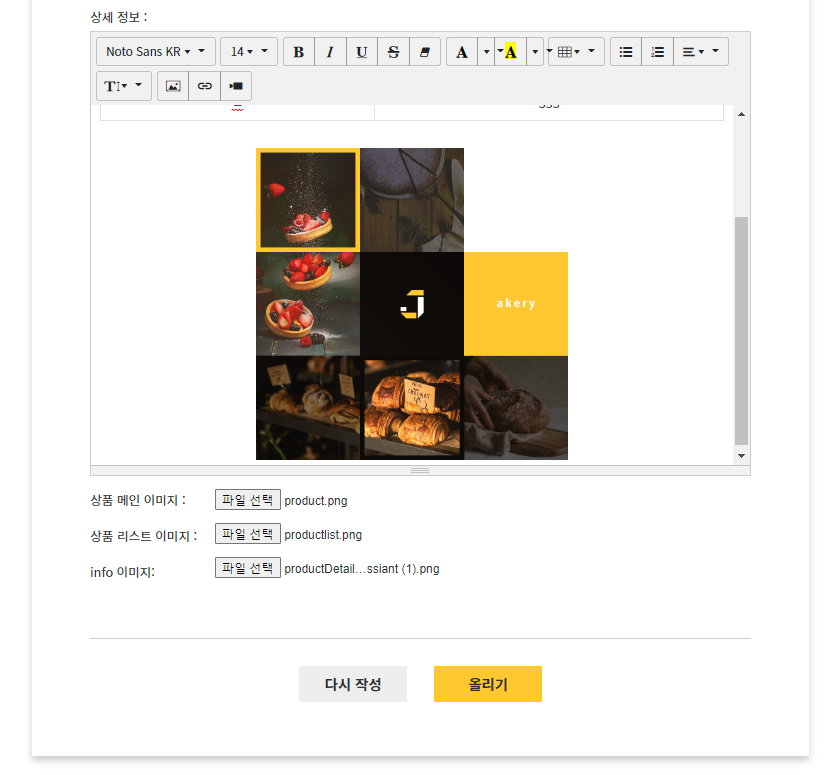 상세 정보 :
Noto Sans KR 14 B I U S A A
T
J akery
상품 메인 이미지 : 파일 선택 product.png
상품 리스트 이미지 : 파일 선택 productlist.png
info 이미지: 파일 선택 productDetail...ssiant (1).png
다시 작성 올리기